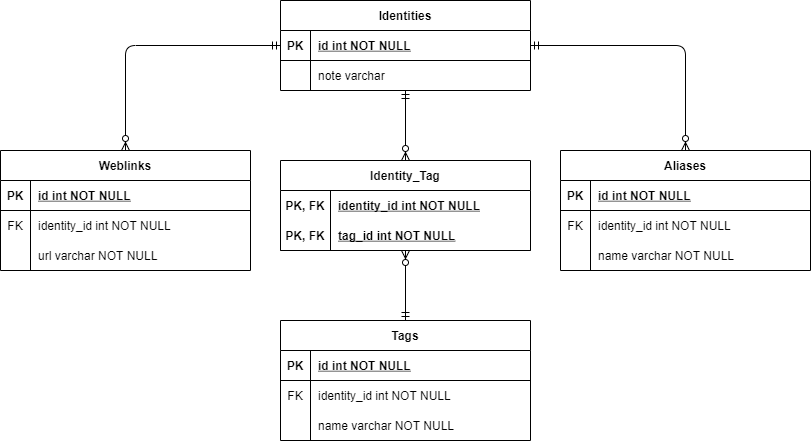 Identities
PK id int NOT NULL
note varchar
Weblinks
PK id int NOT NULL
FK identity_id int NOT NULL
url varchar NOT NULL
Identity_Tag
PK, FK identity_id int NOT NULL
PK, FK tag_id int NOT NULL
Aliases
PK id int NOT NULL
FK identity_id int NOT NULL
name varchar NOT NULL
Tags
PK id int NOT NULL
FK identity_id int NOT NULL
name varchar NOT NULL